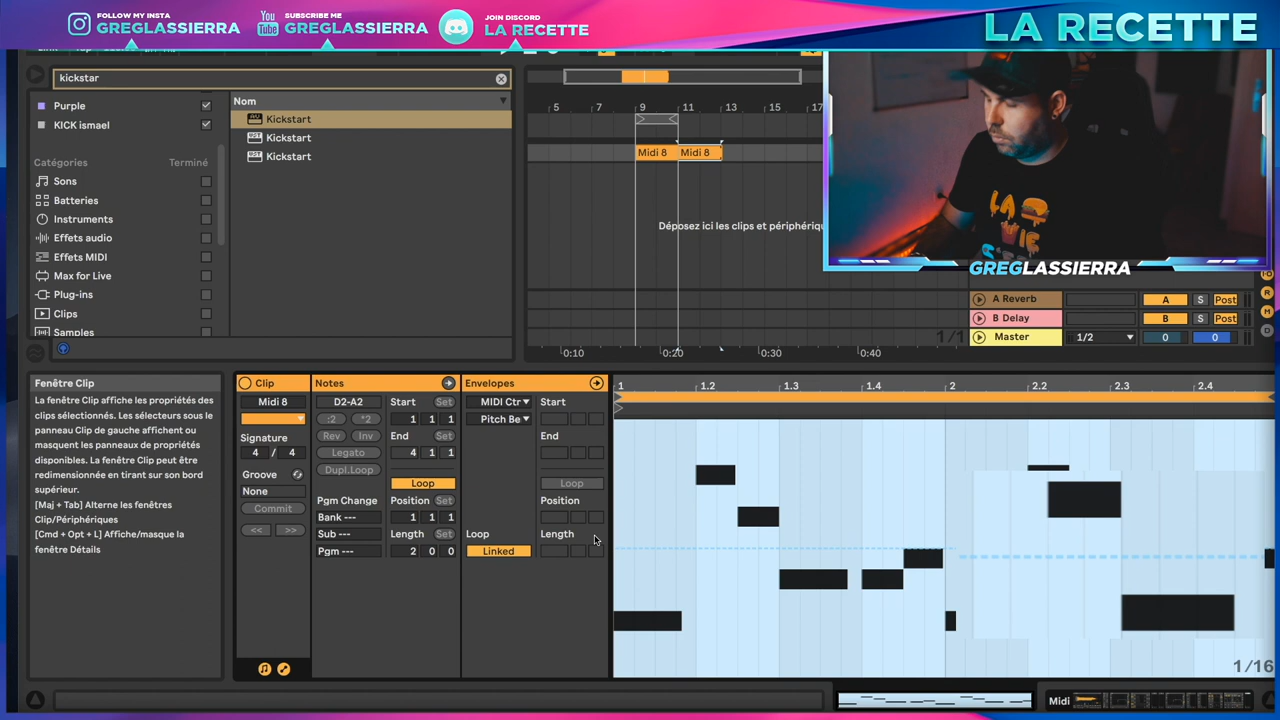 FOLLOW MY INSTA
GREGLASSIERRA
You
Tube
SUBSCRIBE ME
GREGLASSIERRA
JOIN DISCORD
LA RECETTE
LA RECETTE
kickstar
Purple
KICK ismael
Catégories Terminé
Sons
Batteries
Instruments
Effets audio
Effets MIDI
Max for Live
Plug-ins
Clips
Samples
Nom
Kickstart
Kickstart
Kickstart
5 7 9 11 13 15 17
Midi 8 Midi 8
Déposez ici les clips et périphériqu
LA
GREGLASSIERRA
A Reverb A S Post
B Delay B S Post
1/1 Master 1/2 0 0
0:10 0:20 0:30 0:40
Fenêtre Clip
La fenêtre Clip affiche les propriétés des
clips sélectionnés. Les sélecteurs sous le
panneau Clip de gauche affichent ou
masquent les panneaux de propriétés
disponibles. La fenêtre Clip peut être
redimensionnée en tirant sur son bord
supérieur.
[Maj + Tab] Alterne les fenêtres
Clip/Périphériques
[Cmd + Opt + L] Affiche/masque la
fenêtre Détails
Clip
Midi 8
Signature
4 / 4
Groove
None
Commit
<< >>
Notes
D2-A2
:2 *2
Rev Inv
Legato
Dupl.Loop
Pgm Change
Bank ---
Sub ---
Pgm ---
Start Set
1 1 1
End Set
4 1 1
Loop
Position Set
1 1 1
Length Set
2 0 0
Envelopes
MIDI Ctr
Pitch Be
Loop
Linked
Start
End
Loop
Position
Length
1 1.2 1.3 1.4 2 2.2 2.3 2.4
1/16
Midi